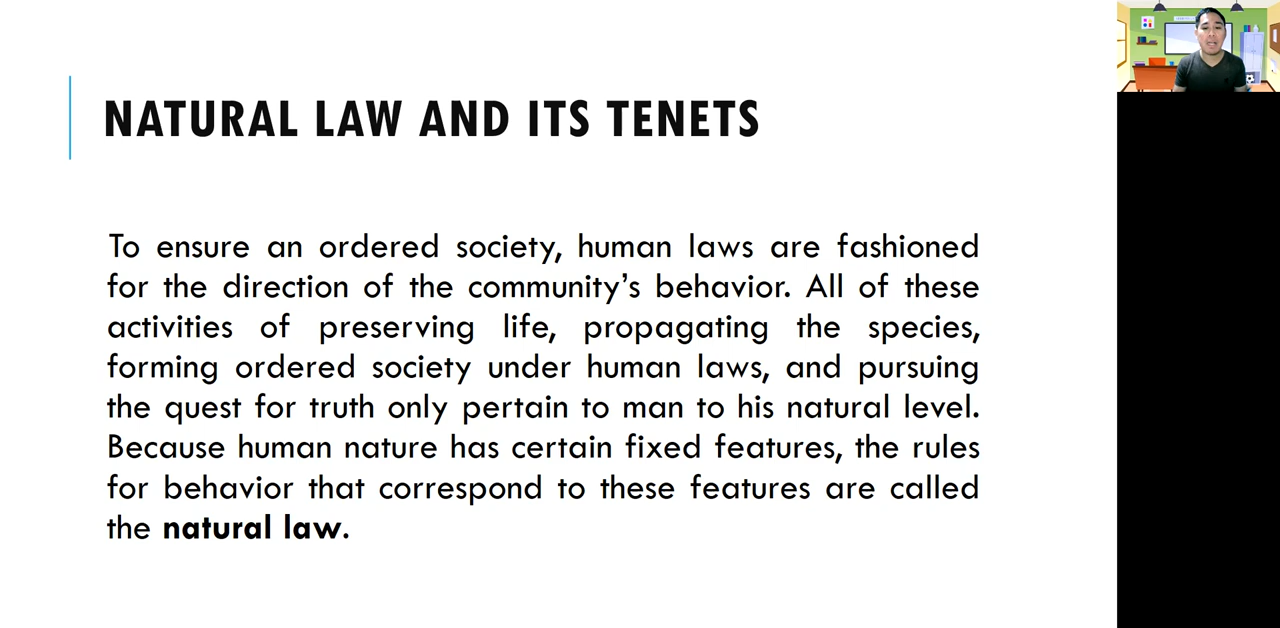 NATURAL LAW AND ITS TENETS
To ensure an ordered society, human laws are fashioned
for the direction of the community’s behavior. All of these
activities of preserving life, propagating the species,
forming ordered society under human laws, and pursuing
the quest for truth only pertain to man to his natural level.
Because human nature has certain fixed features, the rules
for behavior that correspond to these features are called
the natural law.